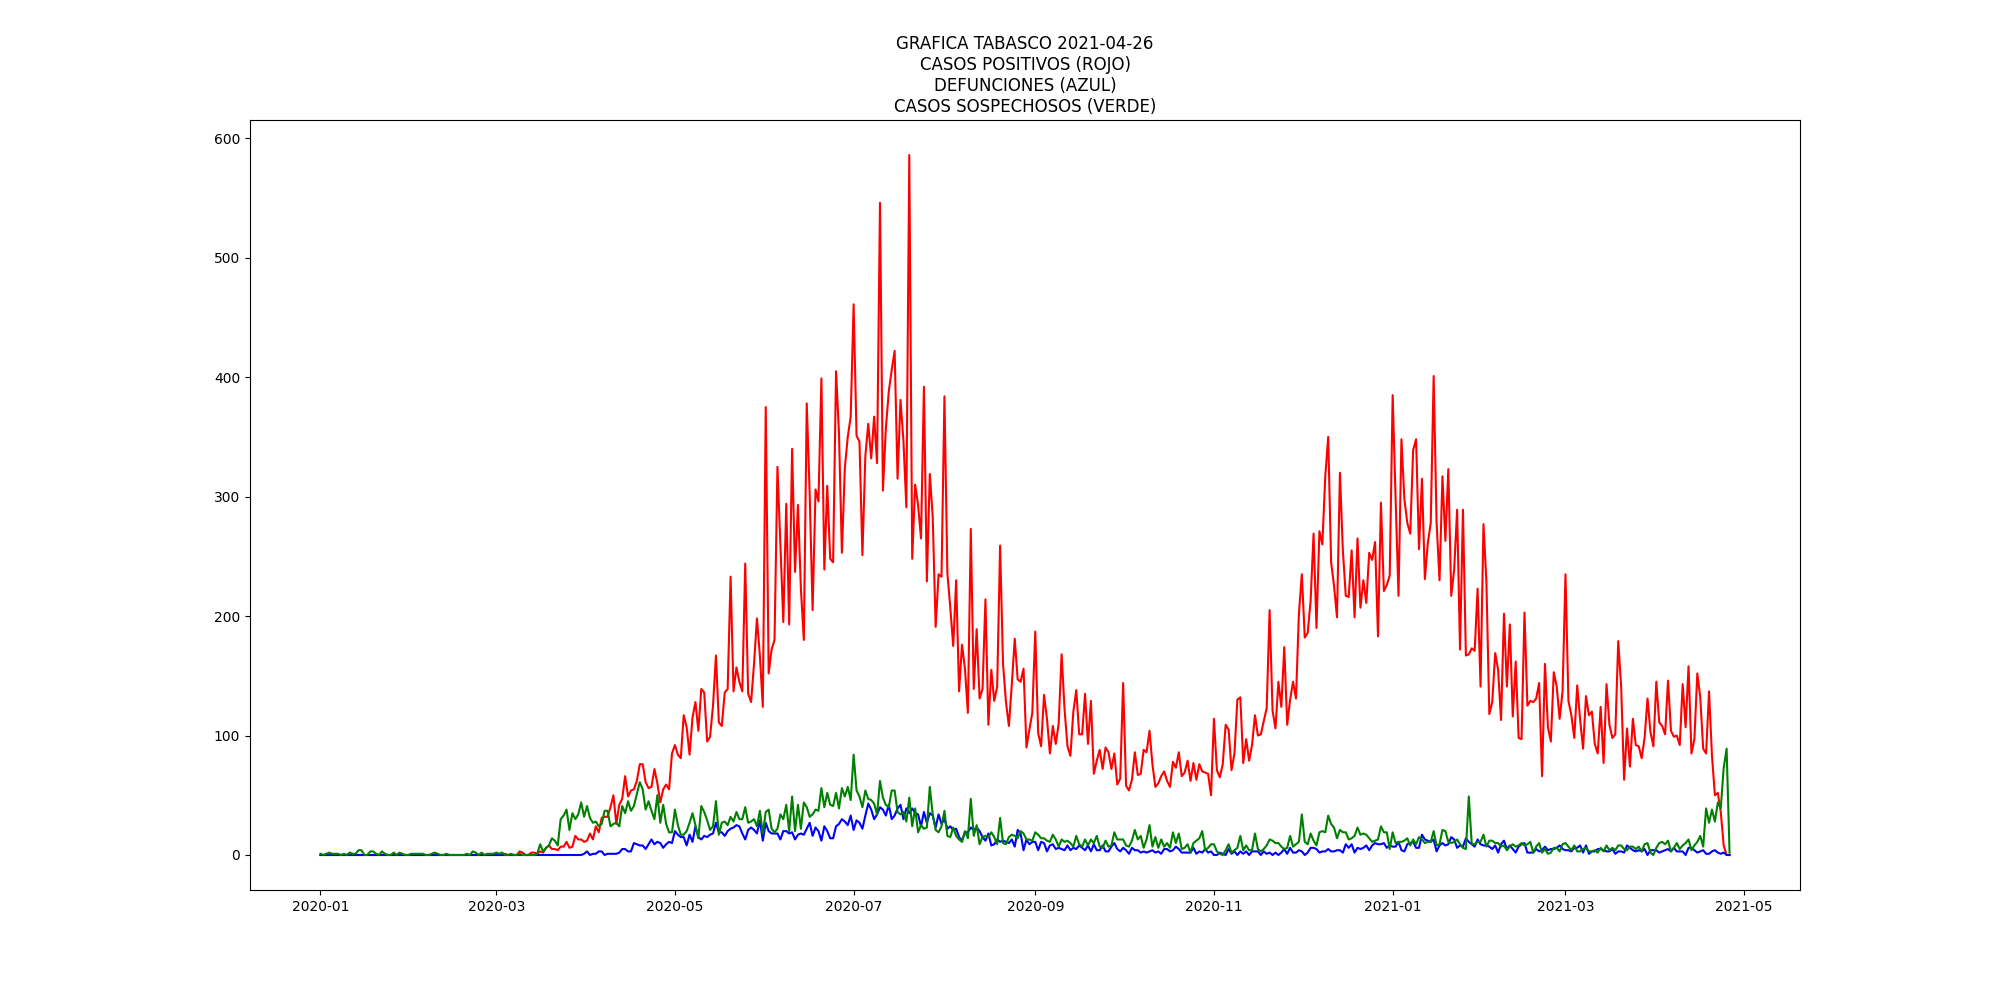 GRAFICA TABASCO 2021-04-26
CASOS POSITIVOS (ROJO)
DEFUNCIONES (AZUL)
CASOS SOSPECHOSOS (VERDE)
600
500
400
300
200
100
0
2020-01 2020-03 2020-05 2020-07 2020-09 2020-11 2021-01 2021-03 2021-05